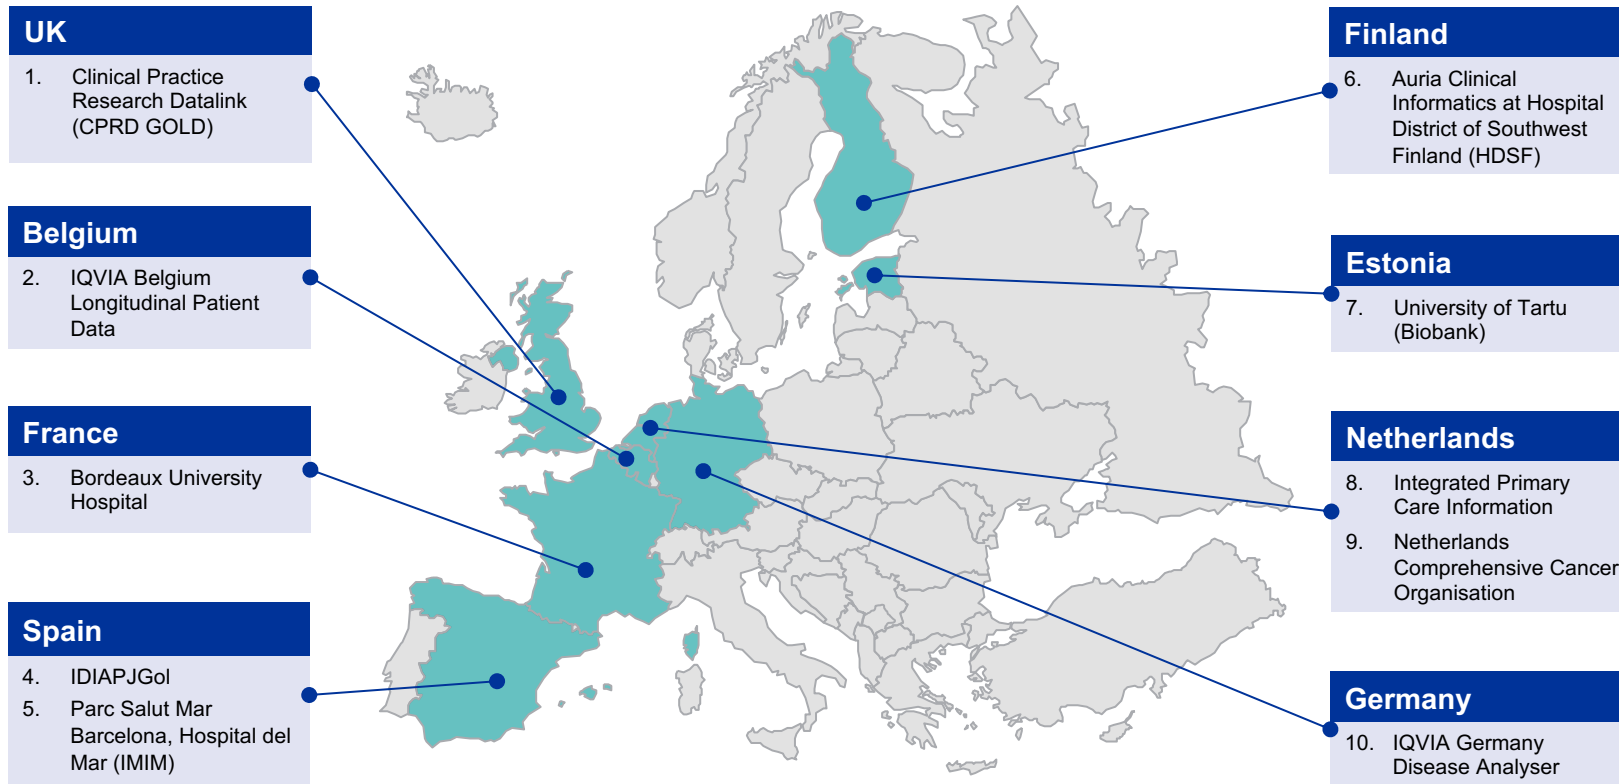 UK
1. Clinical Practice
Research Datalink
(CPRD GOLD)
Belgium
2. IQVIA Belgium
Longitudinal Patient
Data
France
3. Bordeaux University
Hospital
Spain
4. IDIAPJGol
5. Parc Salut Mar
Barcelona, Hospital del
Mar (IMIM)
Finland
6. Auria Clinical
Informatics at Hospital
District of Southwest
Finland (HDSF)
Estonia
7. University of Tartu
(Biobank)
Netherlands
8. Integrated Primary
Care Information
9. Netherlands
Comprehensive Cancer
Organisation
Germany
10. IQVIA Germany
Disease Analyser